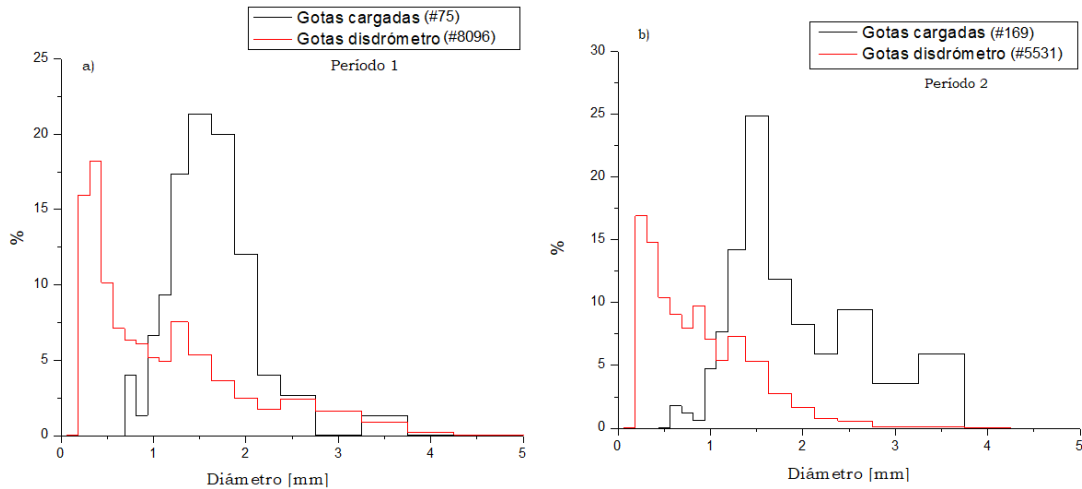 Gotas cargadas (#75)
Gotas disdrómetro (#8096)
a)
Período 1
25
20
15
10
5
0
%
0 1 2 3 4 5
Diámetro [mm]
Gotas cargadas (#169)
Gotas disdrómetro (#5531)
b)
Período 2
30
25
20
15
10
5
0
%
0 1 2 3 4 5
Diámetro [mm]